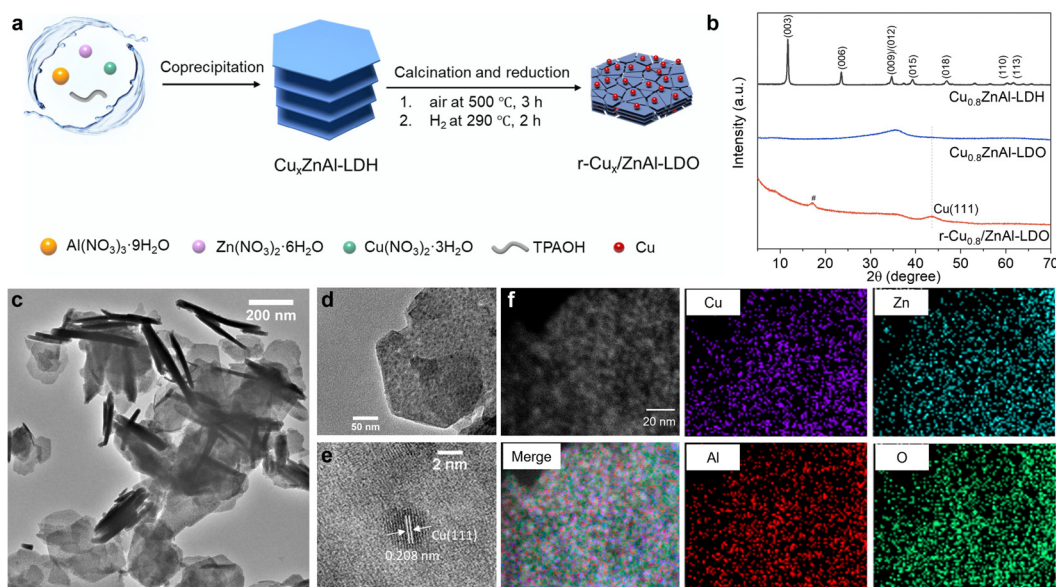 a
Coprecipitation
Calcination and reduction
1. air at 500 ℃, 3 h
2. H₂ at 290 ℃, 2 h
CuₓZnAl-LDH
r-Cuₓ/ZnAl-LDO
Al(NO₃)₃·9H₂O
Zn(NO₃)₂·6H₂O
Cu(NO₃)₂·3H₂O
TPAOH
Cu
b
Intensity (a.u.)
(003)
(006)
(009)/(012)
(015)
(018)
(110)
(113)
Cu₀.₈ZnAl-LDH
Cu₀.₈ZnAl-LDO
#
Cu(111)
r-Cu₀.₈/ZnAl-LDO
10 20 30 40 50 60 70
2θ (degree)
c
200 nm
d
50 nm
e
2 nm
Cu(111)
0.208 nm
f
20 nm
Cu
Zn
Merge
Al
O